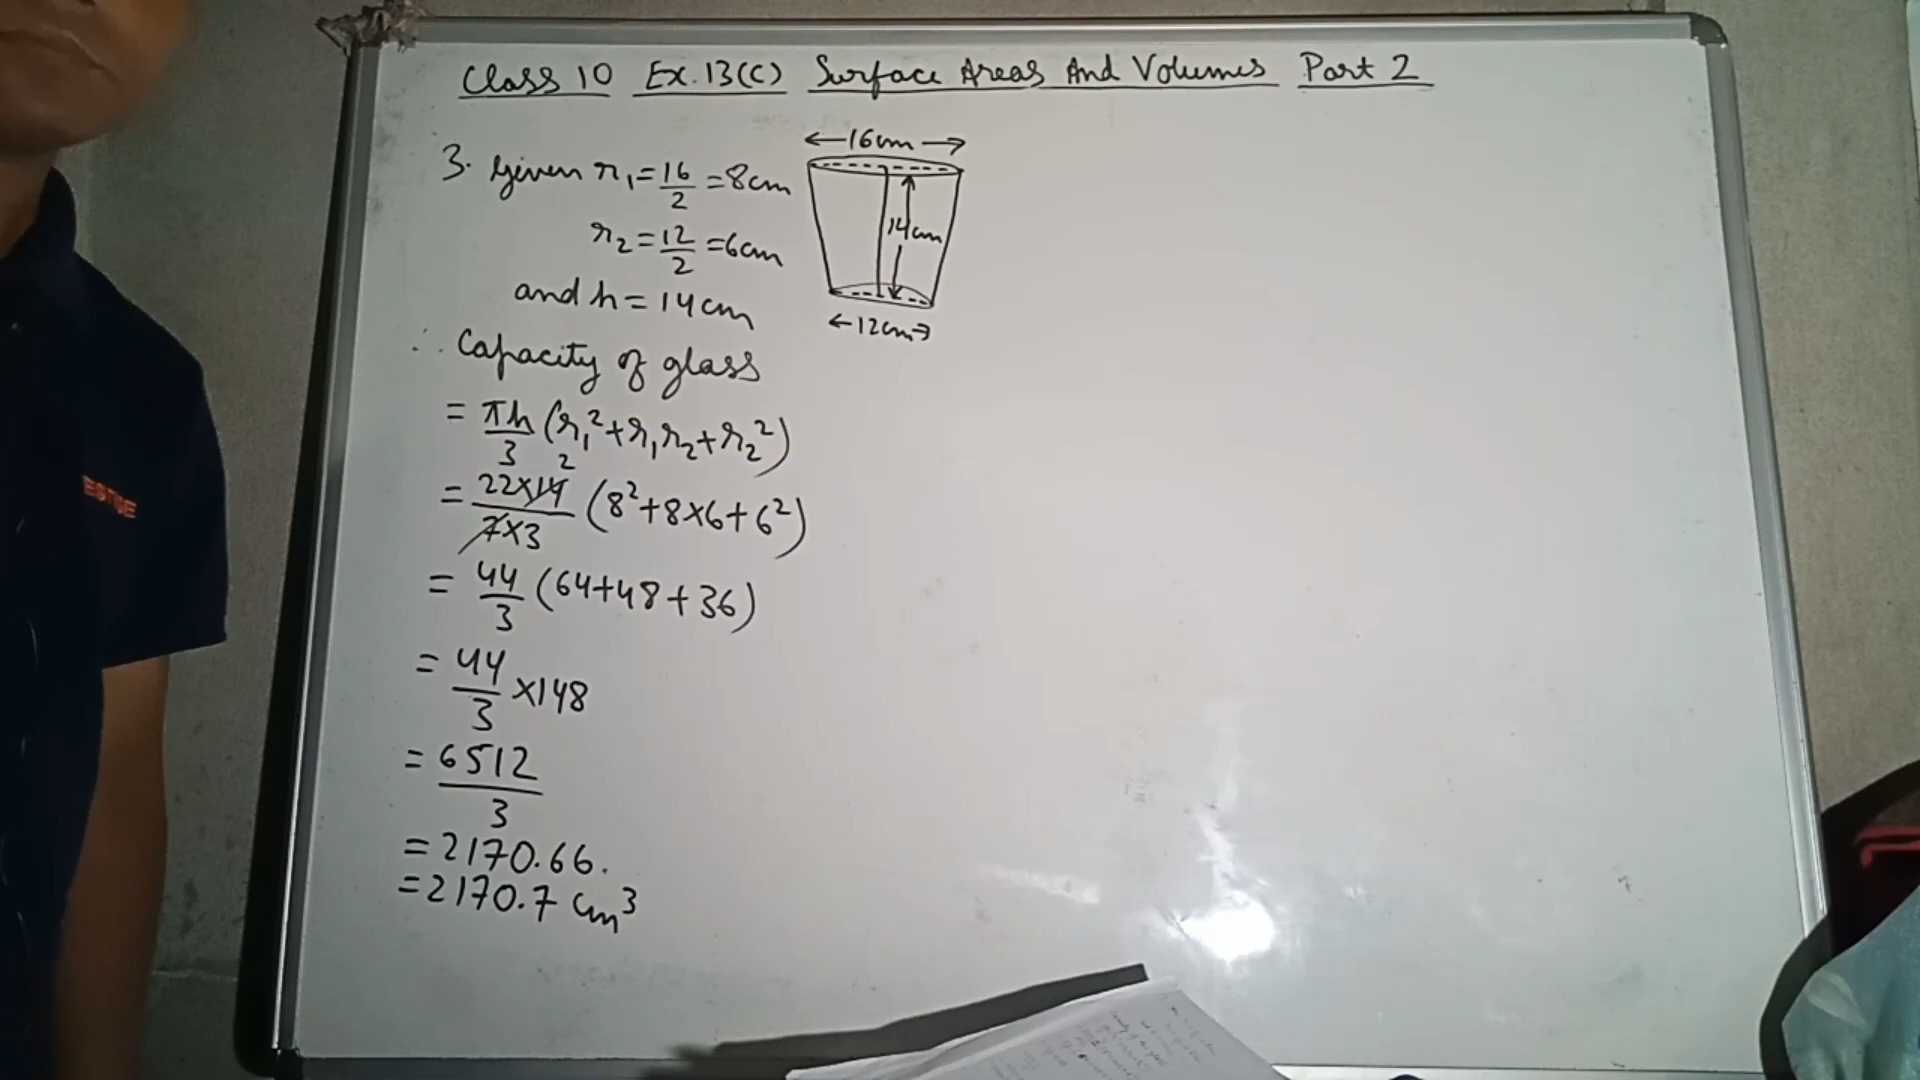 Class 10 Ex.13(C) Surface Areas And Volumes Part 2
3. Given r₁=16/2=8cm
r₂=12/2=6cm
and h=14cm
←16cm→
14cm
←12cm→
∴ Capacity of glass
=πh/3(r₁²+r₁r₂+r₂²)
=22×14/7×3(8²+8×6+6²)
2
=44/3(64+48+36)
=44/3×148
=6512/3
=2170.66.
=2170.7 cm³